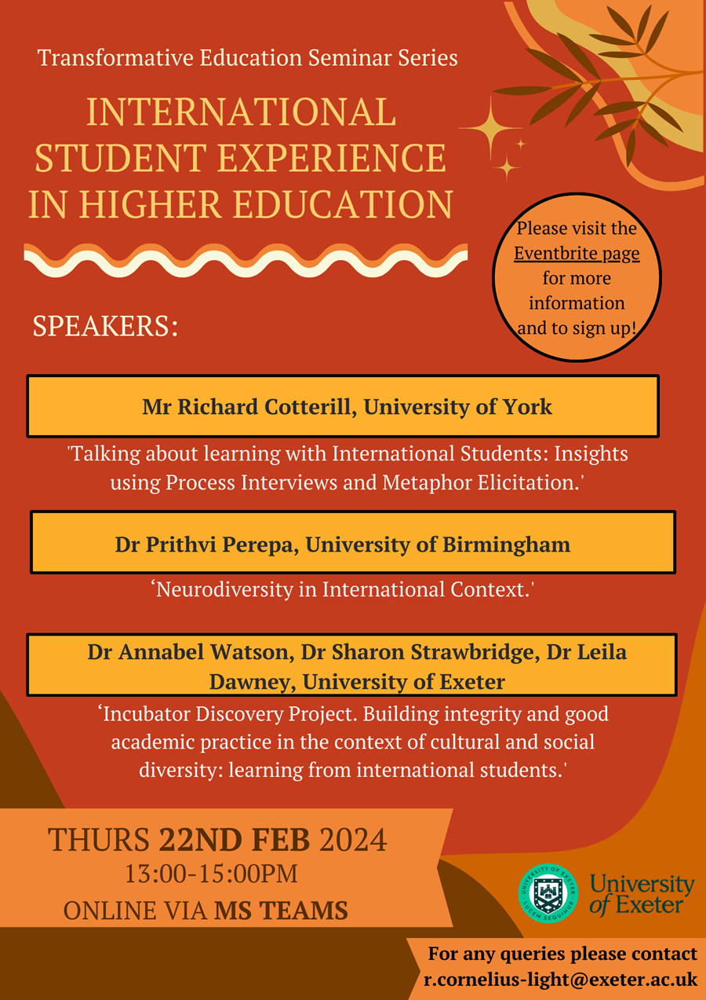 Transformative Education Seminar Series
INTERNATIONAL
STUDENT EXPERIENCE
IN HIGHER EDUCATION
Please visit the
Eventbrite page
for more
information
and to sign up!
SPEAKERS:
Mr Richard Cotterill, University of York
'Talking about learning with International Students: Insights
using Process Interviews and Metaphor Elicitation.'
Dr Prithvi Perepa, University of Birmingham
‘Neurodiversity in International Context.'
Dr Annabel Watson, Dr Sharon Strawbridge, Dr Leila
Dawney, University of Exeter
‘Incubator Discovery Project. Building integrity and good
academic practice in the context of cultural and social
diversity: learning from international students.'
THURS 22ND FEB 2024
13:00-15:00PM
ONLINE VIA MS TEAMS
UNIVERSITY OF EXETER
LUCEM SEQUIMUR
University
of Exeter
For any queries please contact
r.cornelius-light@exeter.ac.uk